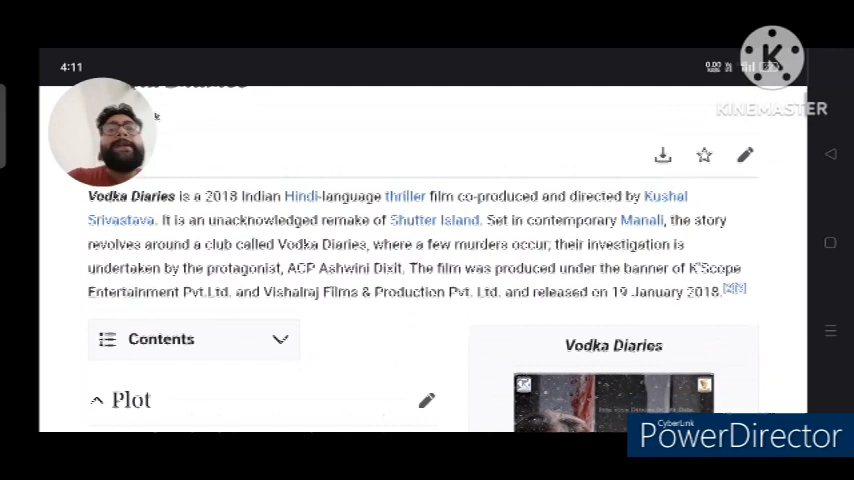 4:11
KINEMASTER
Vodka Diaries is a 2018 Indian Hindi-language thriller film co-produced and directed by Kushal
Srivastava. It is an unacknowledged remake of Shutter Island. Set in contemporary Manali, the story
revolves around a club called Vodka Diaries, where a few murders occur; their investigation is
undertaken by the protagonist, ACP Ashwini Dixit. The film was produced under the banner of K'Scope
Entertainment Pvt.Ltd. and Vishalraj Films & Production Pvt. Ltd. and released on 19 January 2018.
Contents
Vodka Diaries
Plot
CyberLink
PowerDirector